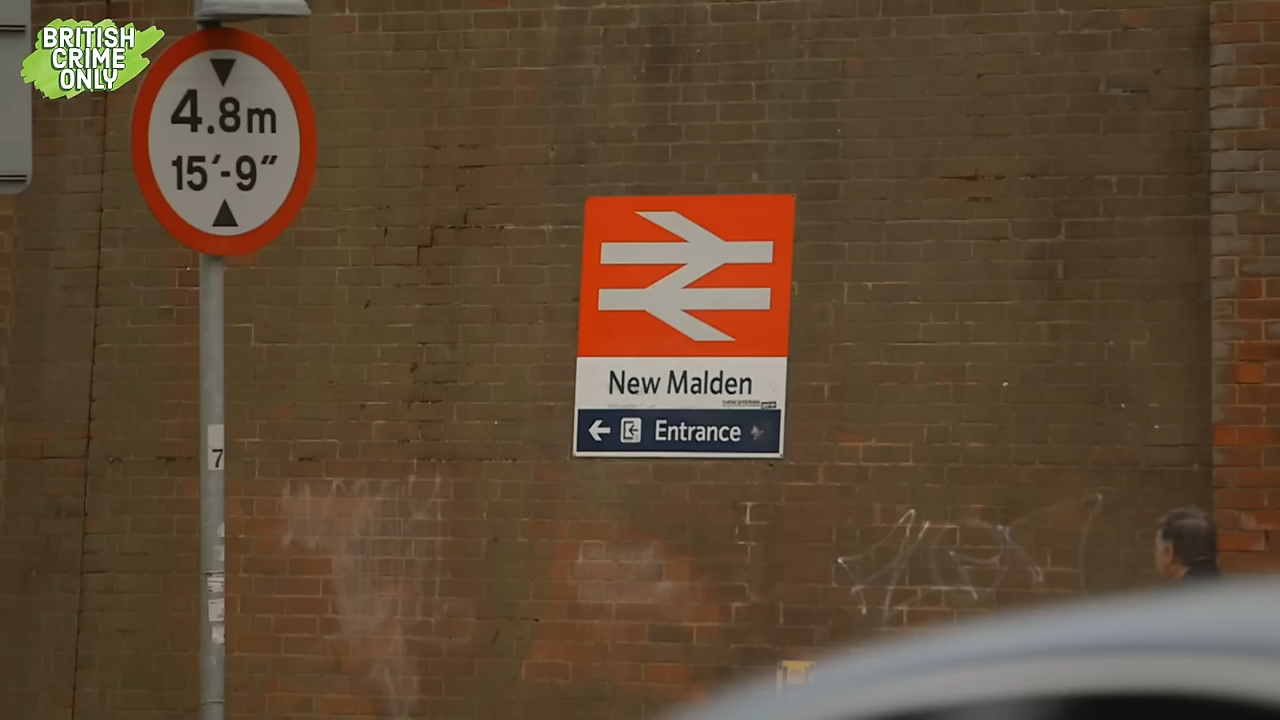 BRITISH
CRIME
ONLY
4.8m
15'-9"
New Malden
Entrance
7